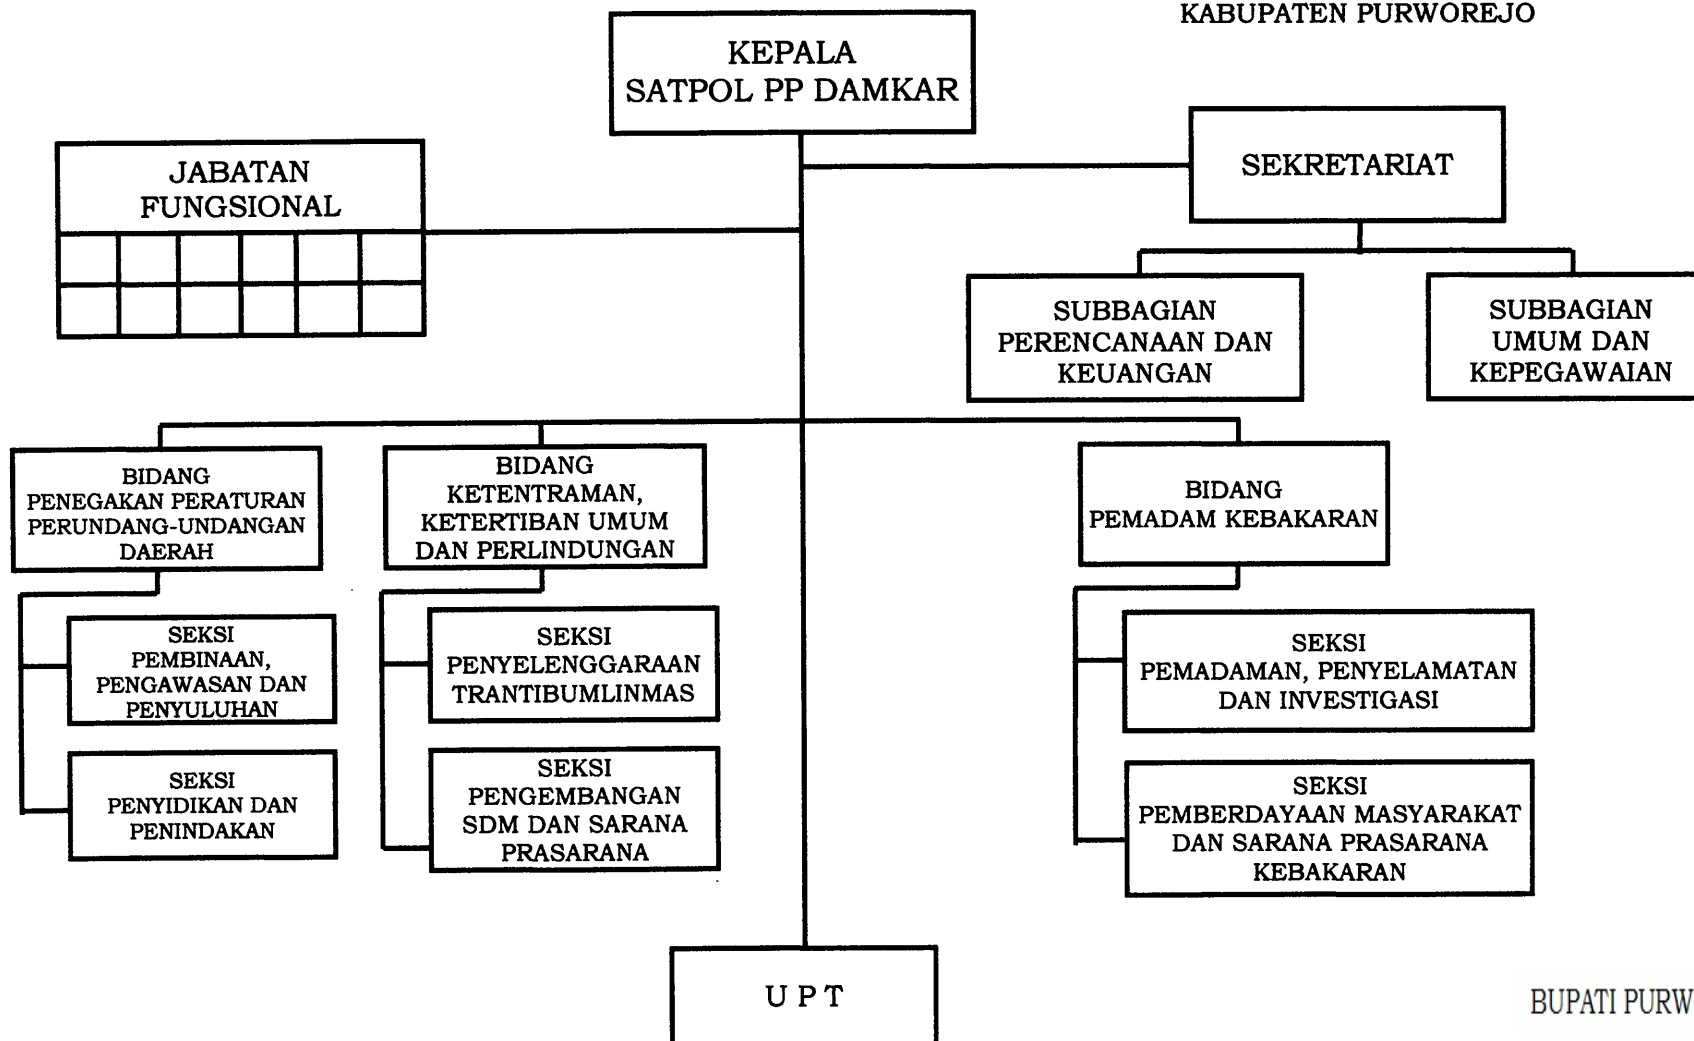 KABUPATEN PURWOREJO
KEPALA
SATPOL PP DAMKAR
SEKRETARIAT
JABATAN
FUNGSIONAL
SUBBAGIAN
PERENCANAAN DAN
KEUANGAN
SUBBAGIAN
UMUM DAN
KEPEGAWAIAN
BIDANG
PENEGAKAN PERATURAN
PERUNDANG-UNDANGAN
DAERAH
BIDANG
KETENTRAMAN,
KETERTIBAN UMUM
DAN PERLINDUNGAN
BIDANG
PEMADAM KEBAKARAN
SEKSI
PEMBINAAN,
PENGAWASAN DAN
PENYULUHAN
SEKSI
PENYIDIKAN DAN
PENINDAKAN
SEKSI
PENYELENGGARAAN
TRANTIBUMLINMAS
SEKSI
PENGEMBANGAN
SDM DAN SARANA
PRASARANA
SEKSI
PEMADAMAN, PENYELAMATAN
DAN INVESTIGASI
SEKSI
PEMBERDAYAAN MASYARAKAT
DAN SARANA PRASARANA
KEBAKARAN
U P T
BUPATI PURW